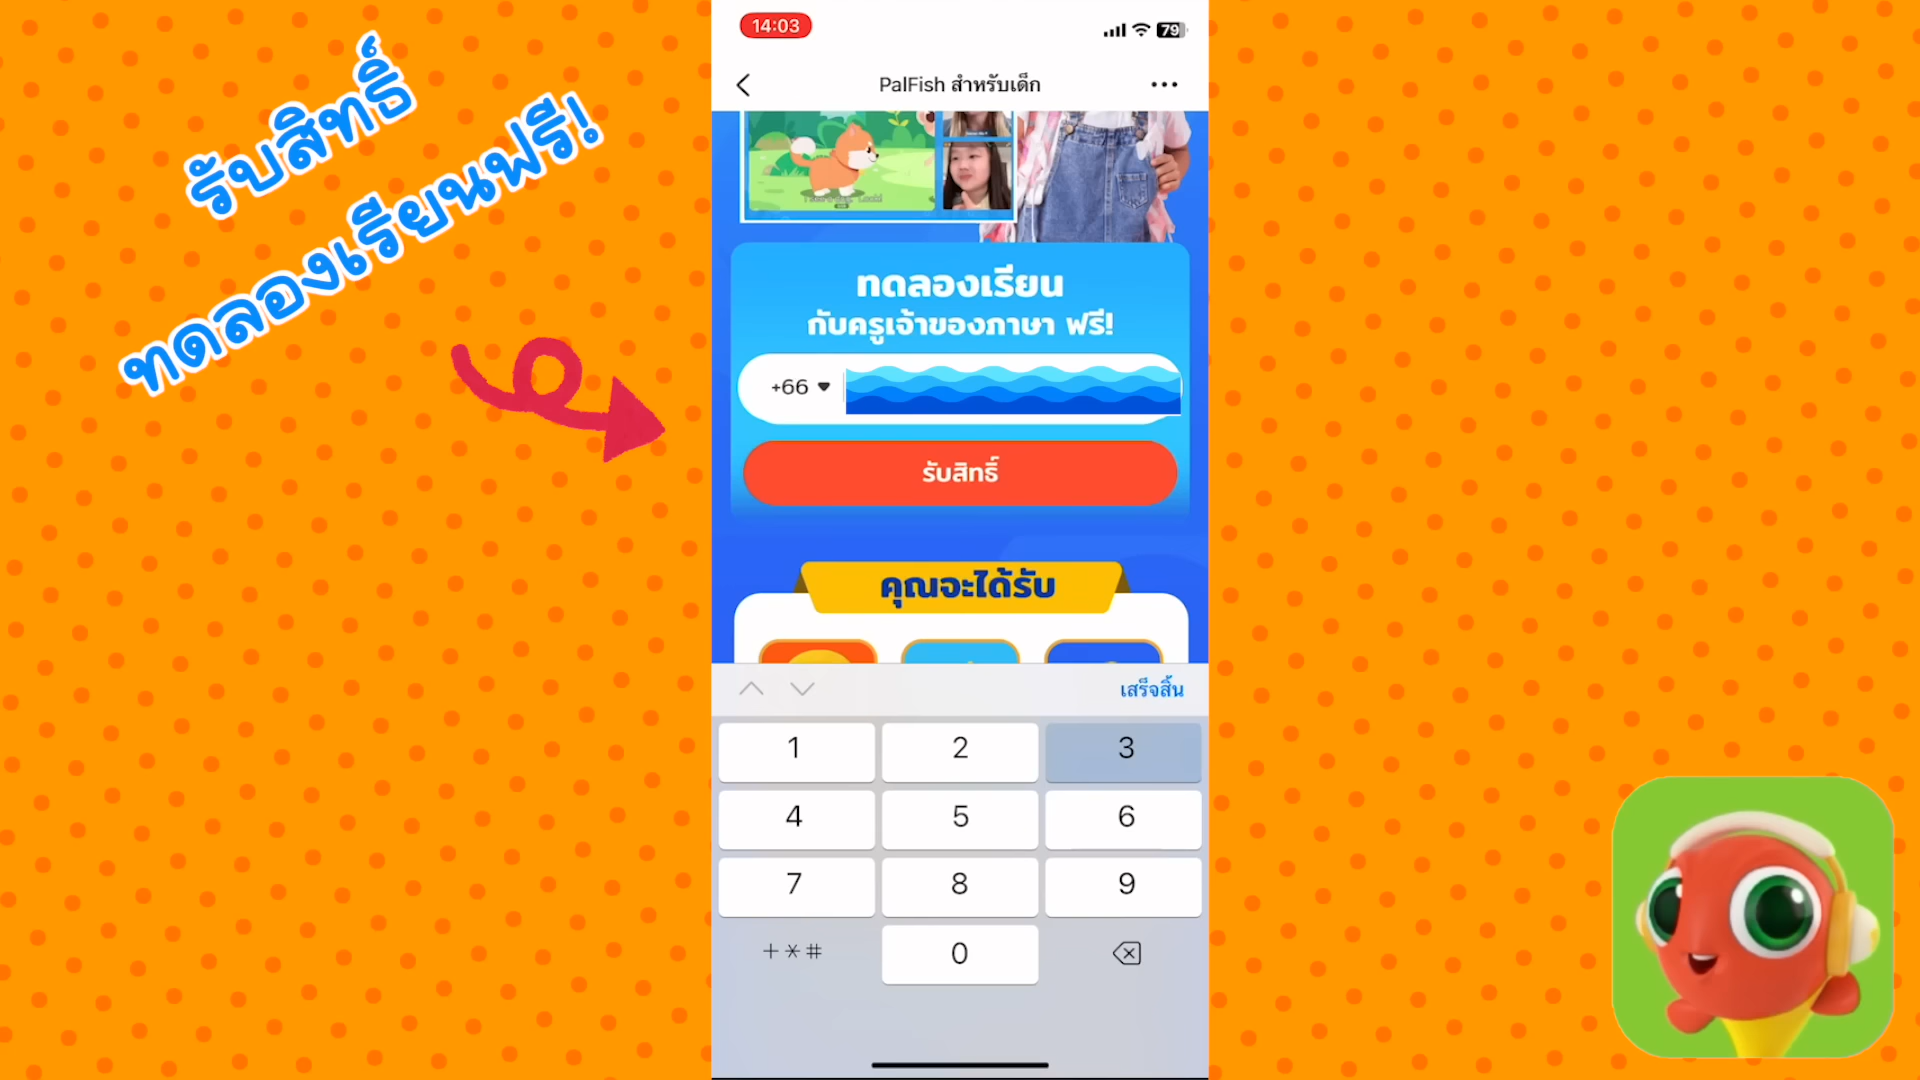 รับสิทธิ์
ทดลองเรียนฟรี!
14:03
79
PalFish สำหรับเด็ก
ทดลองเรียน
กับครูเจ้าของภาษา ฟรี!
+66
รับสิทธิ์
คุณจะได้รับ
เสร็จสิ้น
1 2 3
4 5 6
7 8 9
+*# 0